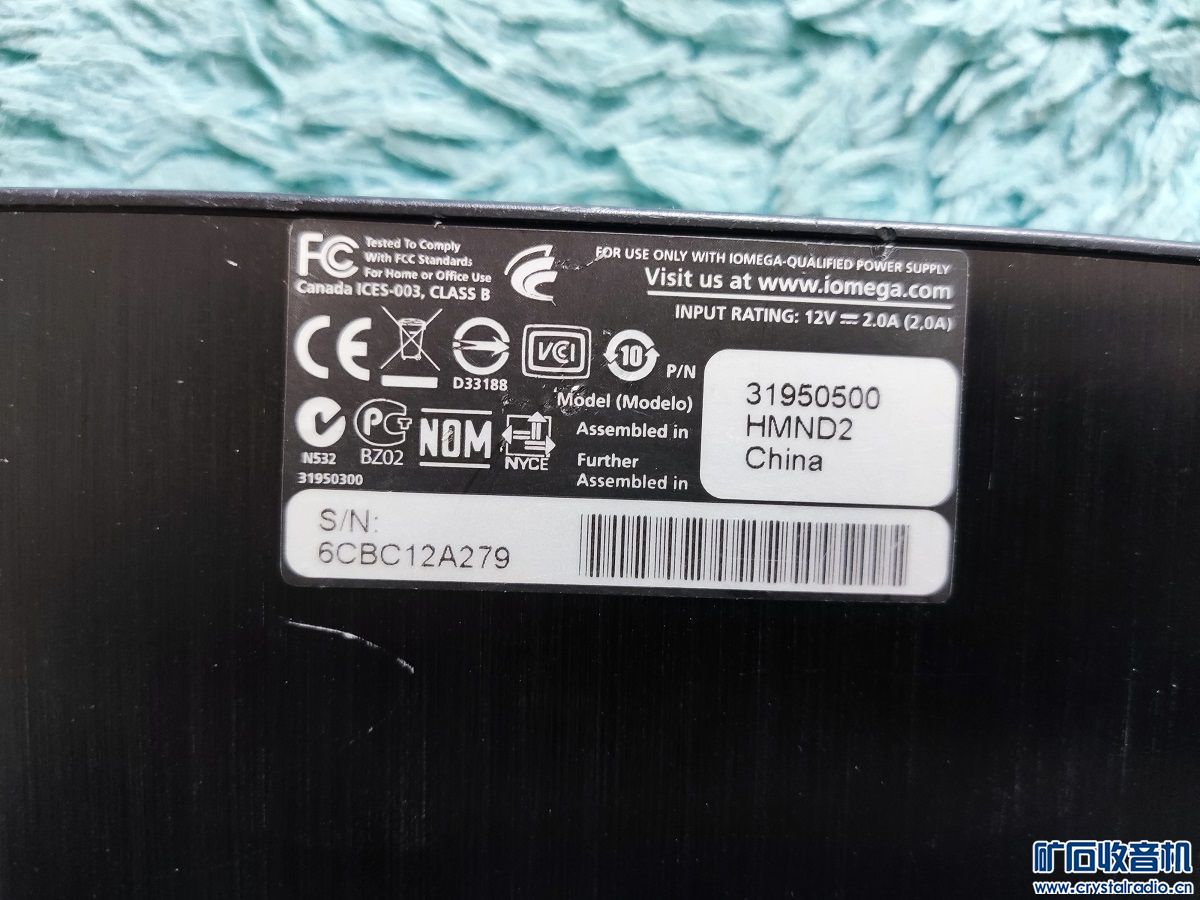 FCC Tested To Comply
With FCC Standards
For Home or Office Use
Canada ICES-003, CLASS B
FOR USE ONLY WITH IOMEGA-QUALIFIED POWER SUPPLY
Visit us at www.iomega.com
INPUT RATING: 12V ⎓ 2.0A (2,0A)
CE
D33188
VCI
10
P/N 31950500
Model (Modelo) HMND2
Assembled in China
Further
Assembled in
N532
PCT
BZ02
NOM
NYCE
31950300
S/N:
6CBC12A279
矿石收音机
www.crystalradio.cn